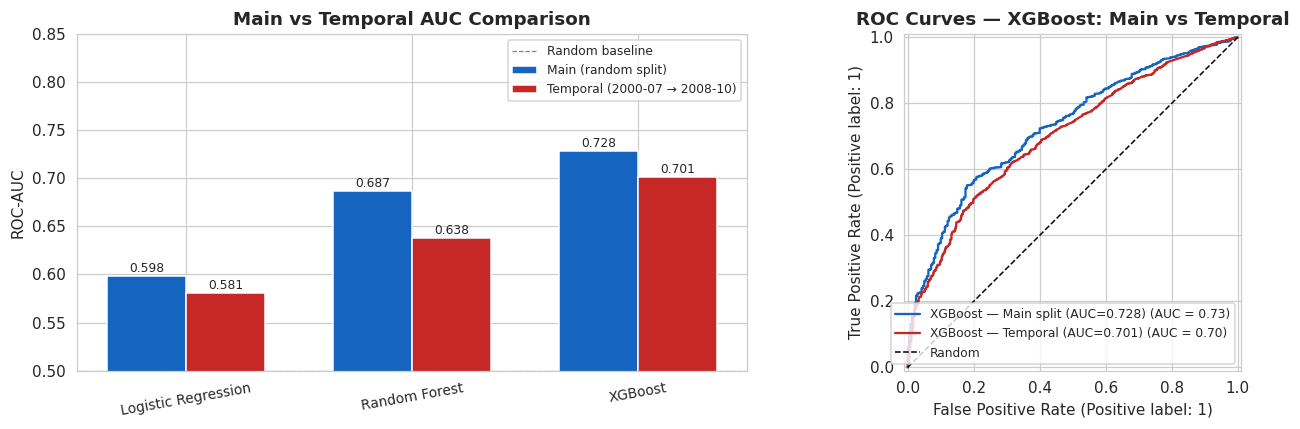 Main vs Temporal AUC Comparison
ROC-AUC
0.85
0.80
0.75
0.70
0.65
0.60
0.55
0.50
Random baseline
Main (random split)
Temporal (2000-07 → 2008-10)
0.598
0.581
0.687
0.638
0.728
0.701
Logistic Regression
Random Forest
XGBoost
ROC Curves — XGBoost: Main vs Temporal
True Positive Rate (Positive label: 1)
1.0
0.8
0.6
0.4
0.2
0.0
XGBoost — Main split (AUC=0.728) (AUC = 0.73)
XGBoost — Temporal (AUC=0.701) (AUC = 0.70)
Random
0.0 0.2 0.4 0.6 0.8 1.0
False Positive Rate (Positive label: 1)